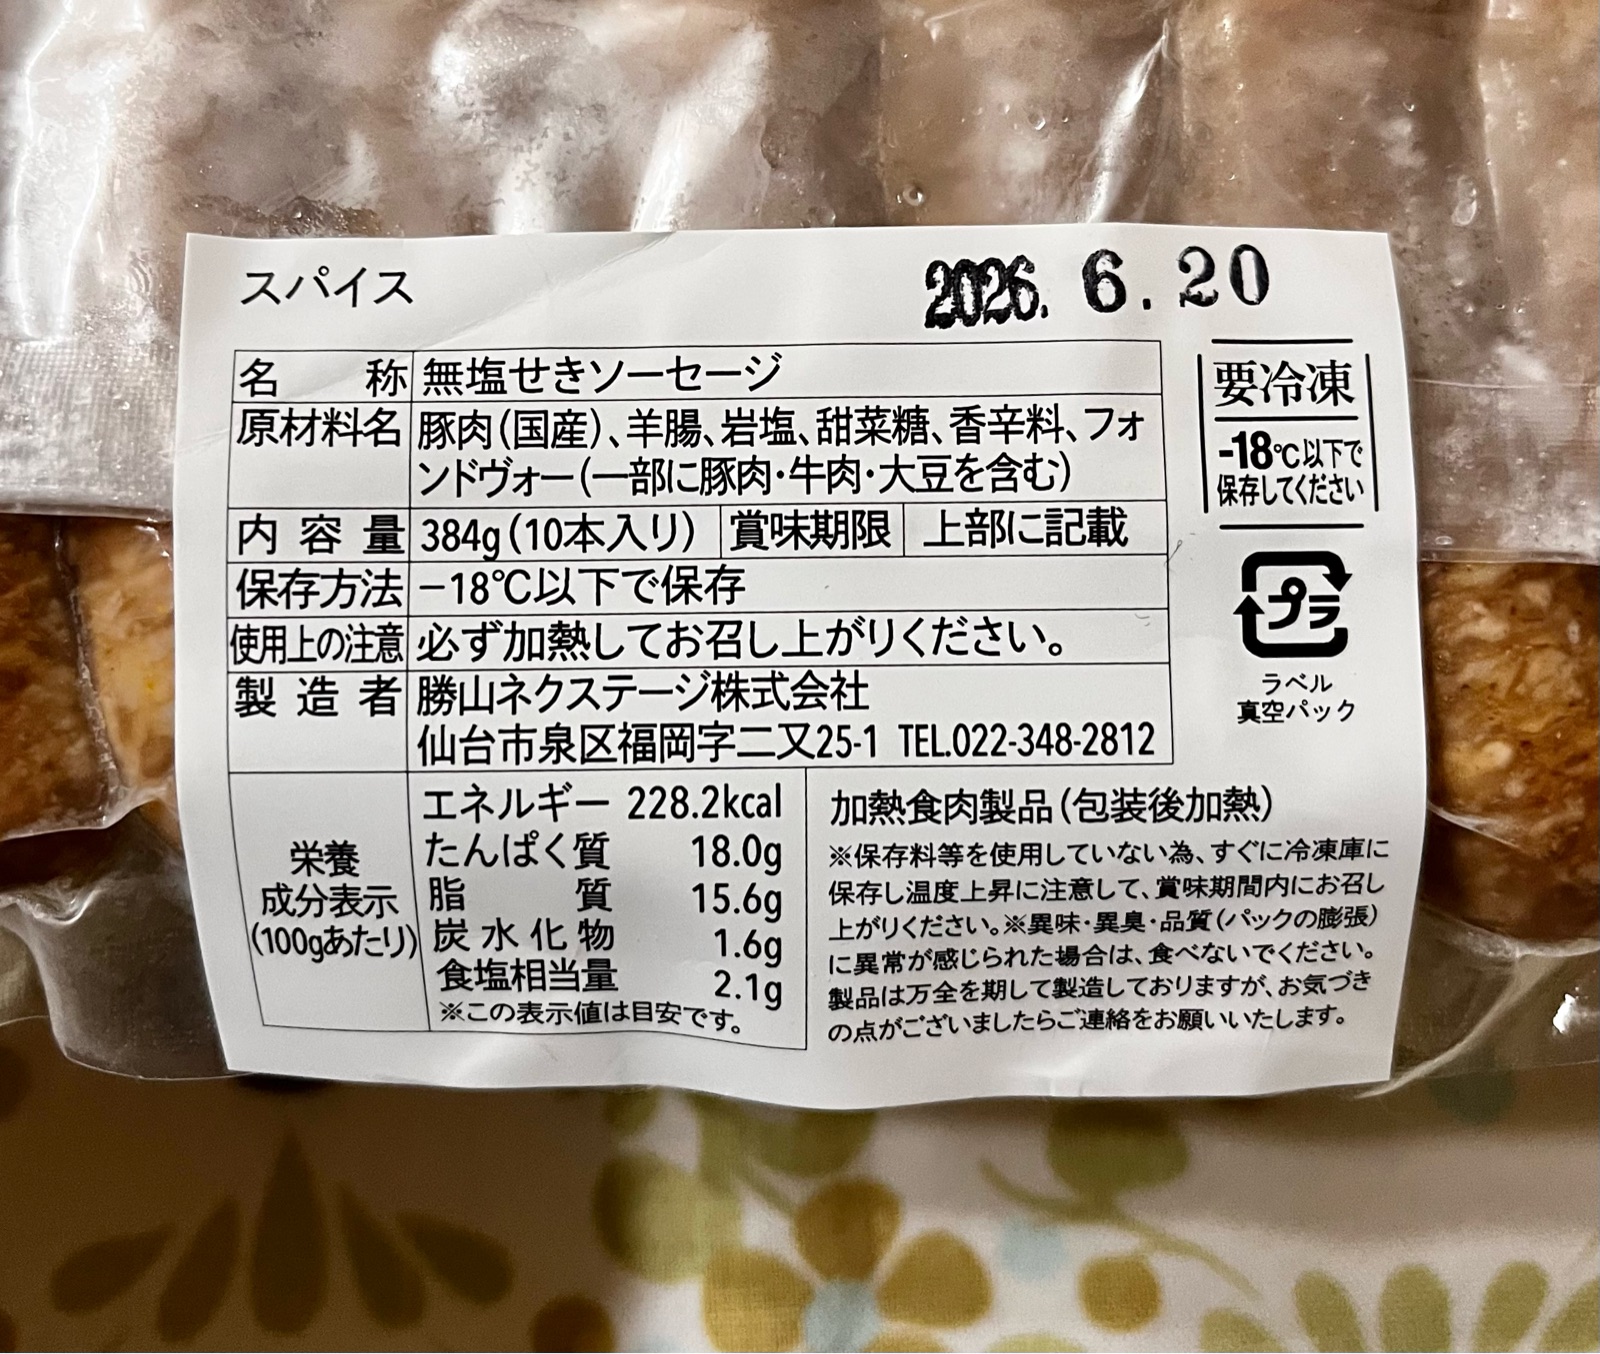 スパイス
2026. 6. 20
名 称 無塩せきソーセージ
原材料名 豚肉(国産)、羊腸、岩塩、甜菜糖、香辛料、フォ
ンドヴォー(一部に豚肉・牛肉・大豆を含む)
内容量 384g(10本入り) 賞味期限 上部に記載
保存方法 -18℃以下で保存
使用上の注意 必ず加熱してお召し上がりください。
製造者 勝山ネクステージ株式会社
仙台市泉区福岡字二又25-1 TEL.022-348-2812
要冷凍
-18℃以下で
保存してください
プラ
ラベル
真空パック
栄養
成分表示
(100gあたり)
エネルギー 228.2kcal
たんぱく質 18.0g
脂質 15.6g
炭水化物 1.6g
食塩相当量 2.1g
※この表示値は目安です。
加熱食肉製品(包装後加熱)
※保存料等を使用していない為、すぐに冷凍庫に
保存し温度上昇に注意して、賞味期間内にお召し
上がりください。※異味・異臭・品質(パックの膨張)
に異常が感じられた場合は、食べないでください。
製品は万全を期して製造しておりますが、お気づき
の点がございましたらご連絡をお願いいたします。